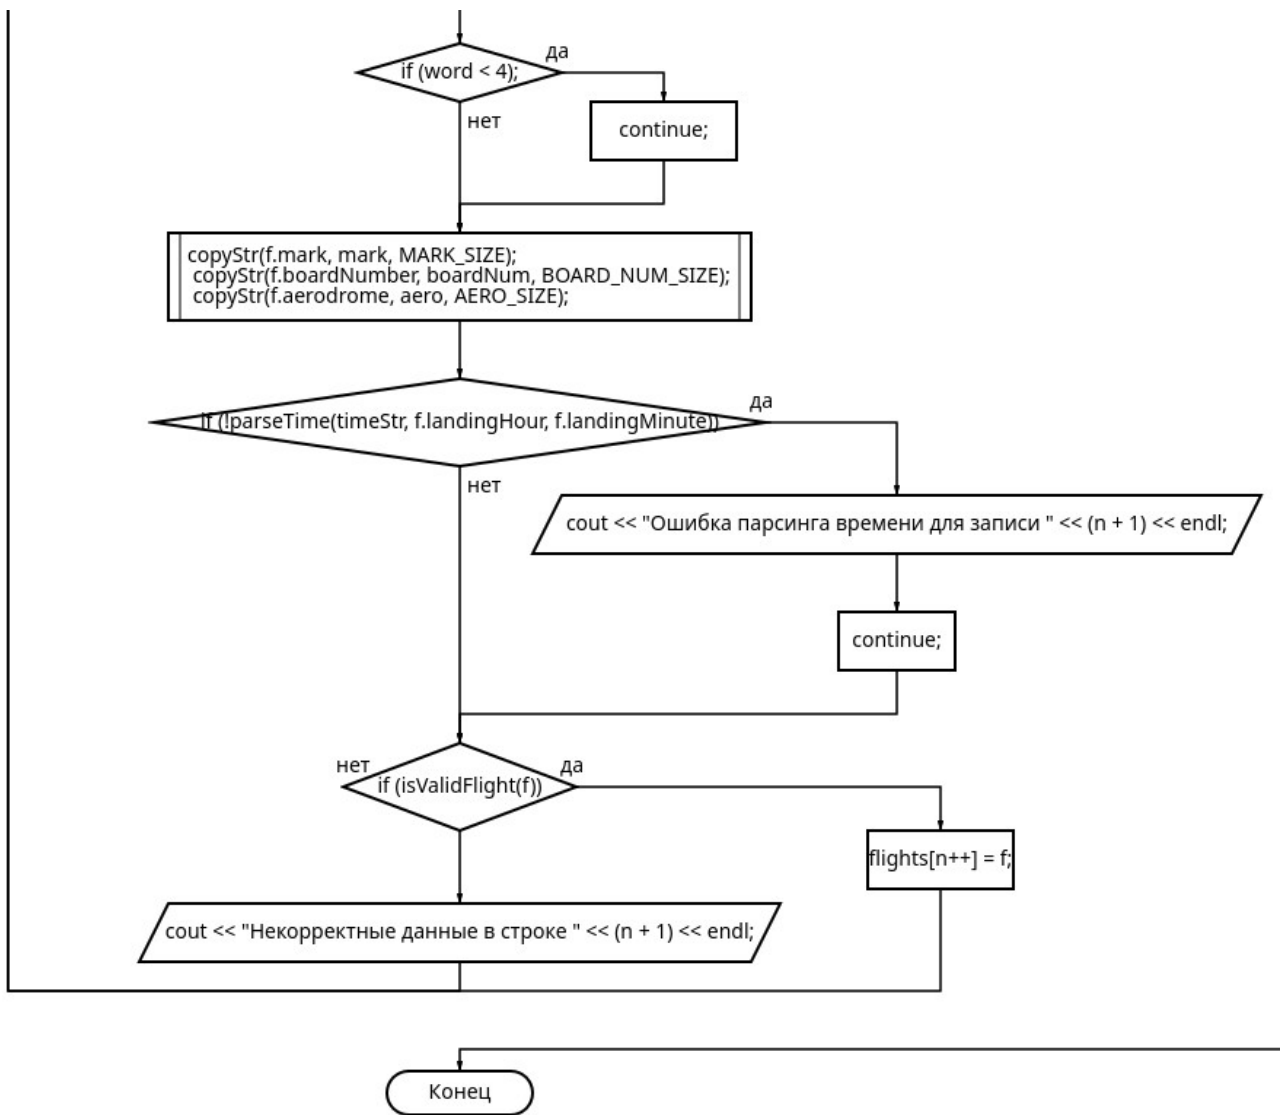 да
if (word < 4);
continue;
нет
copyStr(f.mark, mark, MARK_SIZE);
copyStr(f.boardNumber, boardNum, BOARD_NUM_SIZE);
copyStr(f.aerodrome, aero, AERO_SIZE);
да
if (!parseTime(timeStr, f.landingHour, f.landingMinute))
нет
cout << "Ошибка парсинга времени для записи " << (n + 1) << endl;
continue;
нет
да
if (isValidFlight(f))
flights[n++] = f;
cout << "Некорректные данные в строке " << (n + 1) << endl;
Конец